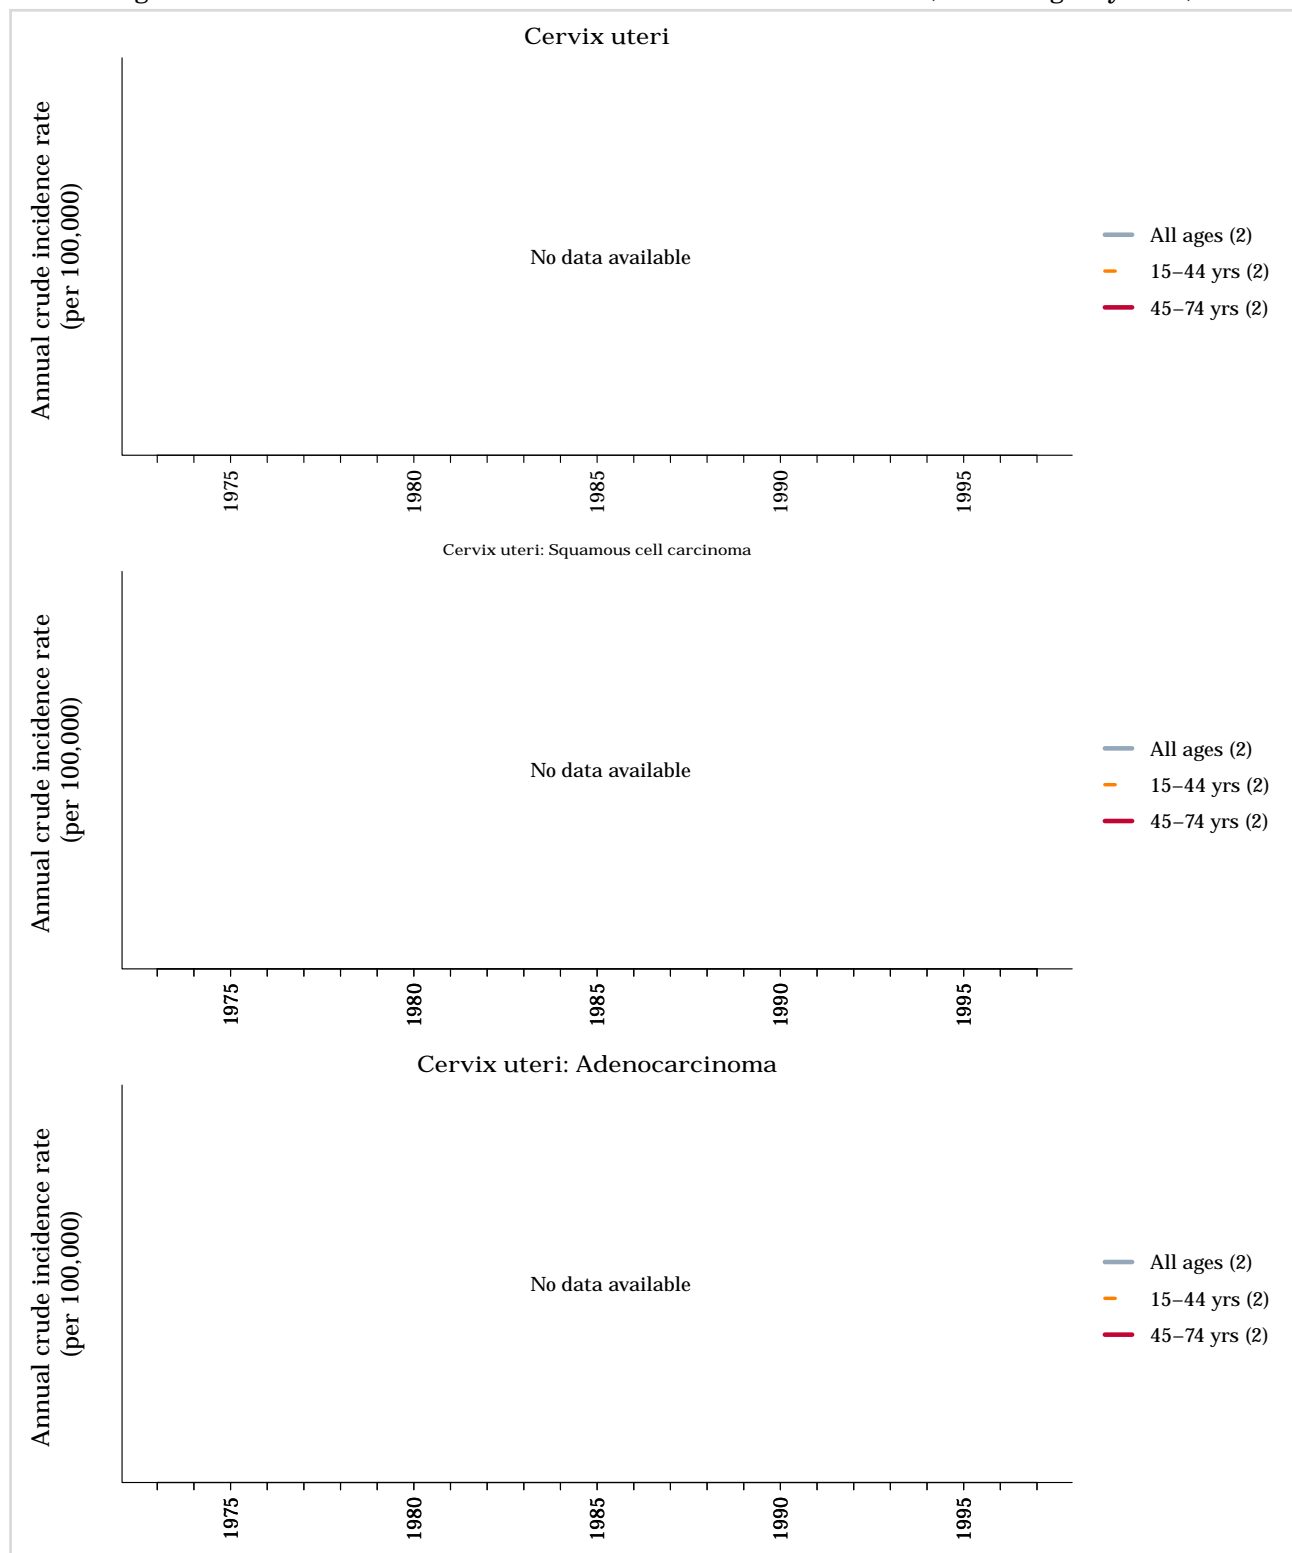 Cervix uteri
Annual crude incidence rate
(per 100,000)
No data available
All ages (2)
15–44 yrs (2)
45–74 yrs (2)
1975
1980
1985
1990
1995
Cervix uteri: Squamous cell carcinoma
Annual crude incidence rate
(per 100,000)
No data available
All ages (2)
15–44 yrs (2)
45–74 yrs (2)
1975
1980
1985
1990
1995
Cervix uteri: Adenocarcinoma
Annual crude incidence rate
(per 100,000)
No data available
All ages (2)
15–44 yrs (2)
45–74 yrs (2)
1975
1980
1985
1990
1995